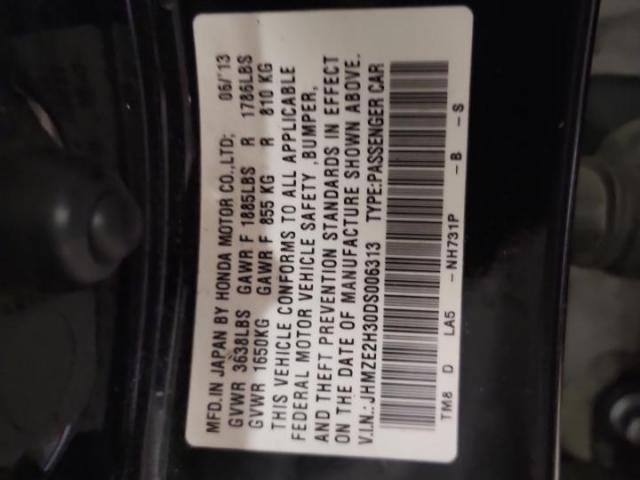 MFD.IN JAPAN BY HONDA MOTOR CO.,LTD; 06/'13
GVWR 3638LBS GAWR F 1885LBS R 1786LBS
GVWR 1650KG GAWR F 855 KG R 810 KG
THIS VEHICLE CONFORMS TO ALL APPLICABLE
FEDERAL MOTOR VEHICLE SAFETY ,BUMPER,
AND THEFT PREVENTION STANDARDS IN EFFECT
ON THE DATE OF MANUFACTURE SHOWN ABOVE.
V.I.N.:JHMZE2H30DS006313 TYPE:PASSENGER CAR
TM8 D LA5 -NH731P -B -S